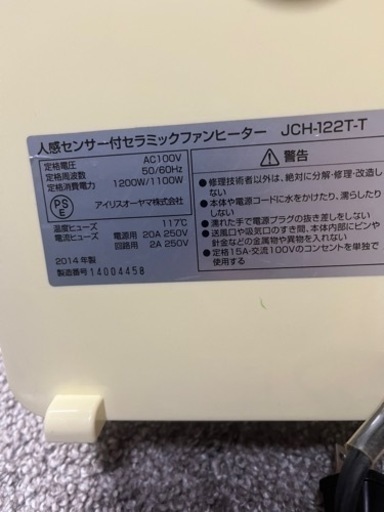 人感センサー付セラミックファンヒーター JCH-122T-T
定格電圧 AC100V
定格周波数 50/60Hz
定格消費電力 1200W/1100W
PSE
アイリスオーヤマ株式会社
温度ヒューズ 117℃
電流ヒューズ 電源用 20A 250V
回路用 2A 250V
2014年製
製造番号 14004458
警告
●修理技術者以外は、絶対に分解・修理・改造し
ない
●本体や電源コードに水をかけたり、濡らしたり
しない
●濡れた手で電源プラグの抜き差しをしない
●送風口や吸気口のすき間、本体内部にピンや
針金などの金属物や異物を入れない
●定格15A・交流100Vのコンセントを単独で
使用する